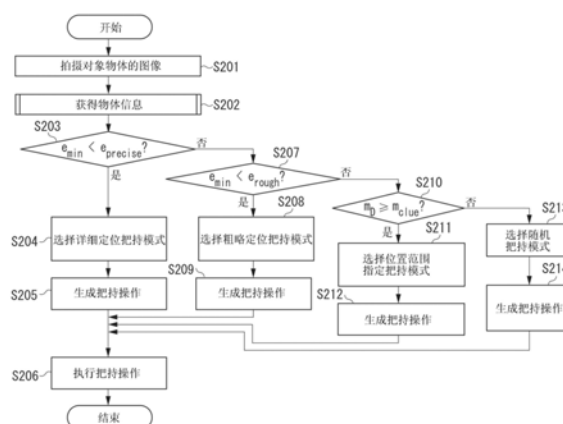 开始
拍摄对象物体的图像
S201
获得物体信息
S202
S203
e_min < e_precise?
否
是
S207
e_min < e_rough?
否
是
S210
m_D ≥ m_clue?
否
是
S204
选择详细定位把持模式
S208
选择粗略定位把持模式
S211
选择位置范围
指定把持模式
S213
选择随机
把持模式
S205
生成把持操作
S209
生成把持操作
S212
生成把持操作
S214
生成把持操作
S206
执行把持操作
结束